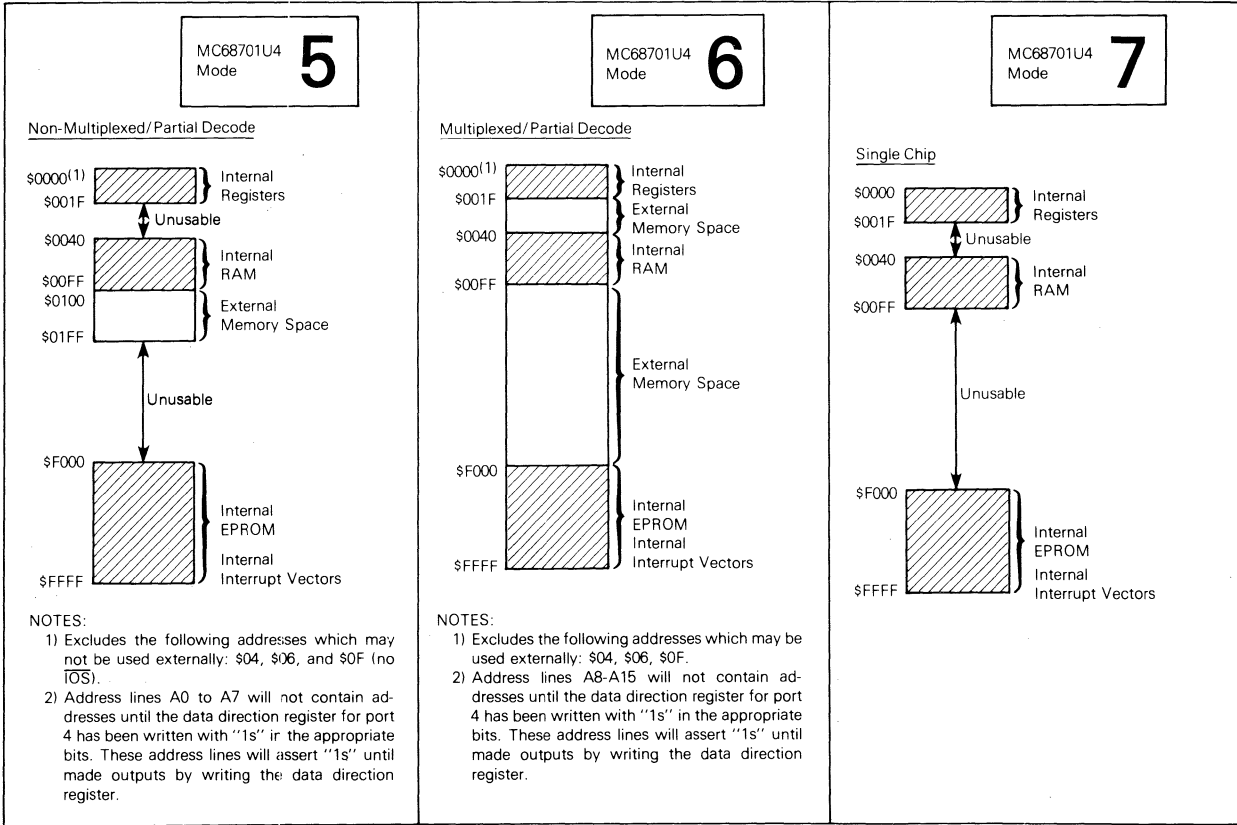 MC68701U4
Mode
5
Non-Multiplexed/Partial Decode
$0000(1)
Internal
Registers
$001F
Unusable
$0040
Internal
RAM
$00FF
$0100
External
Memory Space
$01FF
Unusable
$F000
Internal
EPROM
Internal
Interrupt Vectors
$FFFF
NOTES:
1) Excludes the following addresses which may
not be used externally: $04, $06, and $0F (no
IOS).
2) Address lines A0 to A7 will not contain ad-
dresses until the data direction register for port
4 has been written with "1s" in the appropriate
bits. These address lines will assert "1s" until
made outputs by writing the data direction
register.
MC68701U4
Mode
6
Multiplexed/Partial Decode
$0000(1)
Internal
Registers
$001F
External
Memory Space
$0040
Internal
RAM
$00FF
External
Memory Space
$F000
Internal
EPROM
Internal
Interrupt Vectors
$FFFF
NOTES:
1) Excludes the following addresses which may be
used externally: $04, $06, $0F.
2) Address lines A8-A15 will not contain ad-
dresses until the data direction register for port
4 has been written with "1s" in the appropriate
bits. These address lines will assert "1s" until
made outputs by writing the data direction
register.
MC68701U4
Mode
7
Single Chip
$0000
Internal
Registers
$001F
Unusable
$0040
Internal
RAM
$00FF
Unusable
$F000
Internal
EPROM
Internal
Interrupt Vectors
$FFFF